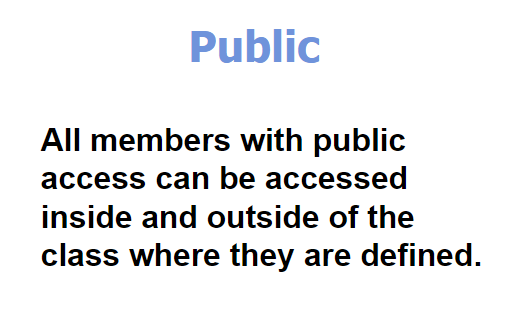 Public
All members with public
access can be accessed
inside and outside of the
class where they are defined.